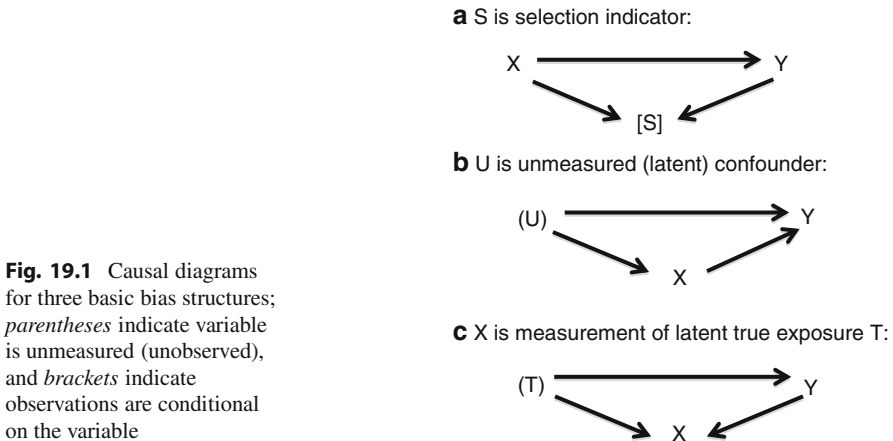 a S is selection indicator:
X
Y
[S]
b U is unmeasured (latent) confounder:
(U)
Y
X
Fig. 19.1 Causal diagrams
for three basic bias structures;
parentheses indicate variable
is unmeasured (unobserved),
and brackets indicate
observations are conditional
on the variable
c X is measurement of latent true exposure T:
(T)
Y
X